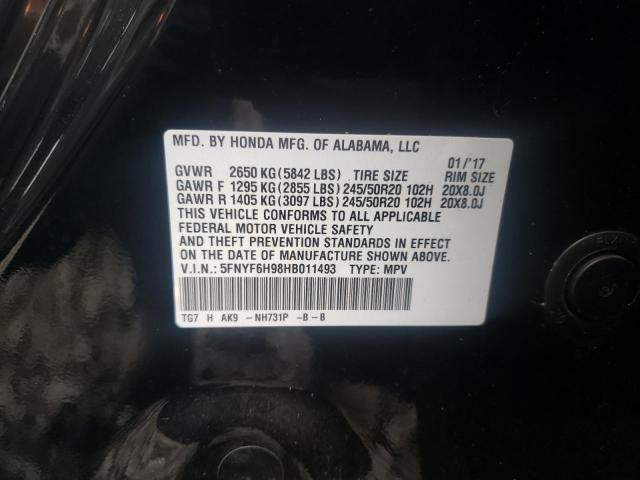 MFD. BY HONDA MFG. OF ALABAMA, LLC
01/'17
GVWR 2650 KG(5842 LBS) TIRE SIZE RIM SIZE
GAWR F 1295 KG(2855 LBS)245/50R20 102H 20X8.0J
GAWR R 1405 KG(3097 LBS)245/50R20 102H 20X8.0J
THIS VEHICLE CONFORMS TO ALL APPLICABLE
FEDERAL MOTOR VEHICLE SAFETY
AND THEFT PREVENTION STANDARDS IN EFFECT
ON THE DATE OF MANUFACTURE SHOWN ABOVE.
V.I.N.: 5FNYF6H98HB011493 TYPE: MPV
TG7 H AK9 -NH731P -B-B